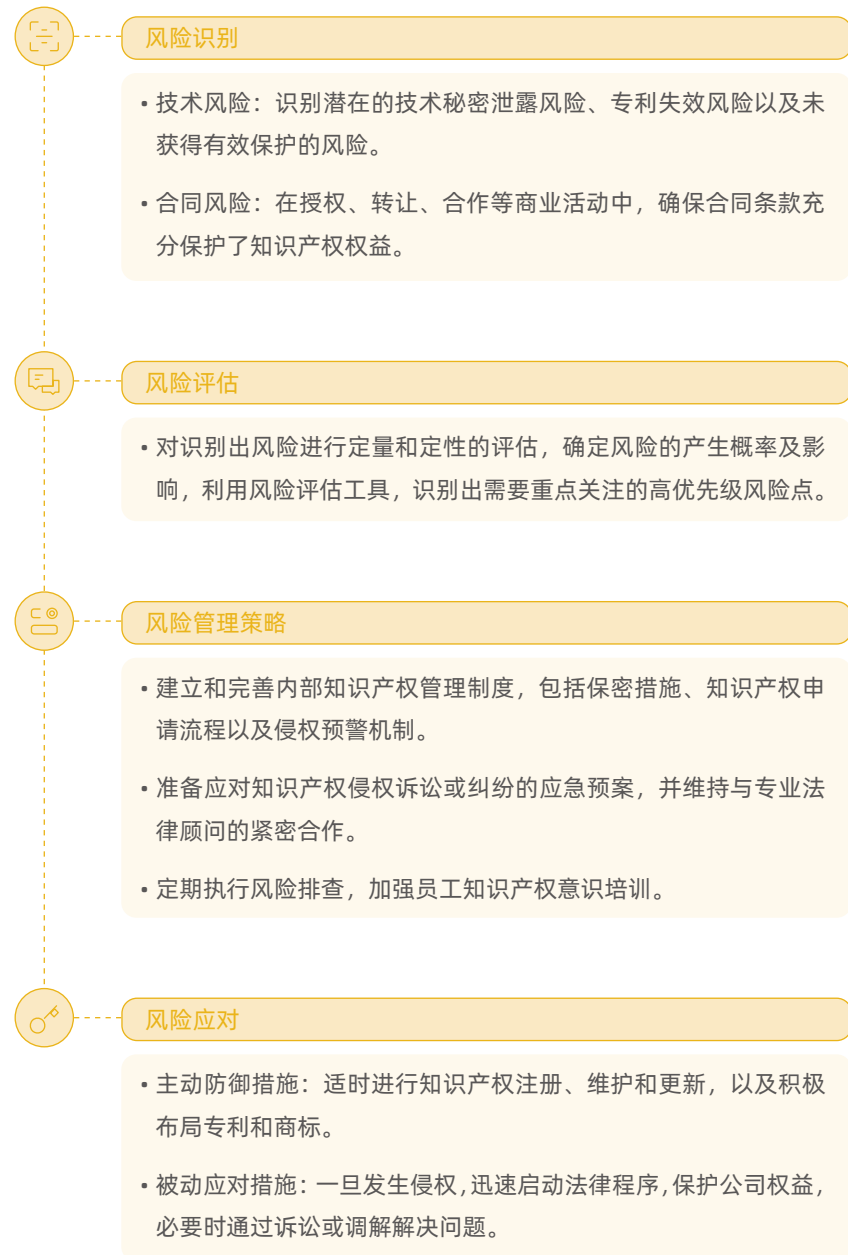 风险识别
• 技术风险：识别潜在的技术秘密泄露风险、专利失效风险以及未
获得有效保护的风险。
• 合同风险：在授权、转让、合作等商业活动中，确保合同条款充
分保护了知识产权权益。
风险评估
• 对识别出风险进行定量和定性的评估，确定风险的产生概率及影
响，利用风险评估工具，识别出需要重点关注的高优先级风险点。
风险管理策略
• 建立和完善内部知识产权管理制度，包括保密措施、知识产权申
请流程以及侵权预警机制。
• 准备应对知识产权侵权诉讼或纠纷的应急预案，并维持与专业法
律顾问的紧密合作。
• 定期执行风险排查，加强员工知识产权意识培训。
风险应对
• 主动防御措施：适时进行知识产权注册、维护和更新，以及积极
布局专利和商标。
• 被动应对措施：一旦发生侵权，迅速启动法律程序，保护公司权益，
必要时通过诉讼或调解解决问题。